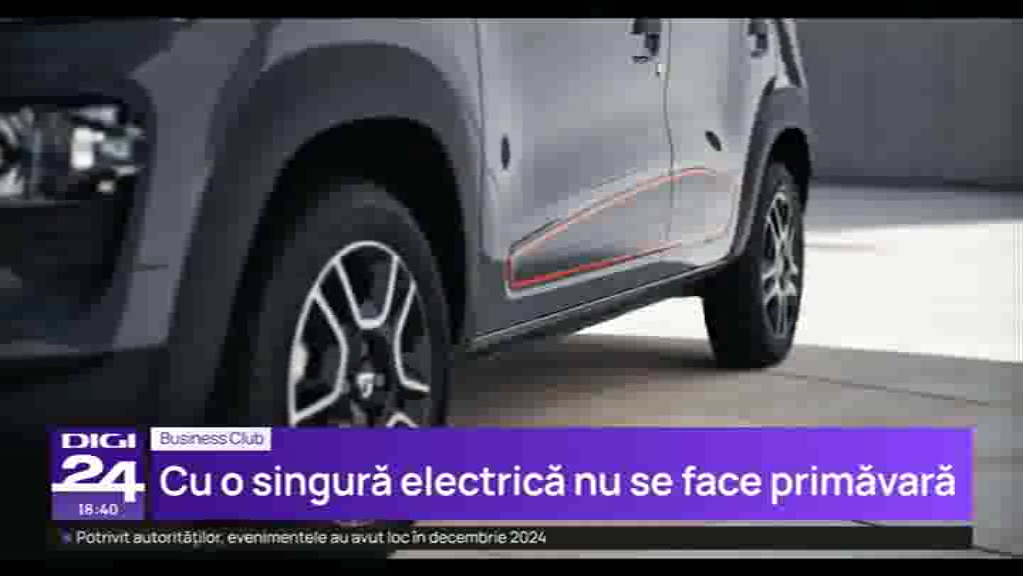 DIGI
24
18:40
Business Club
Cu o singură electrică nu se face primăvară
Potrivit autorităților, evenimentele au avut loc în decembrie 2024